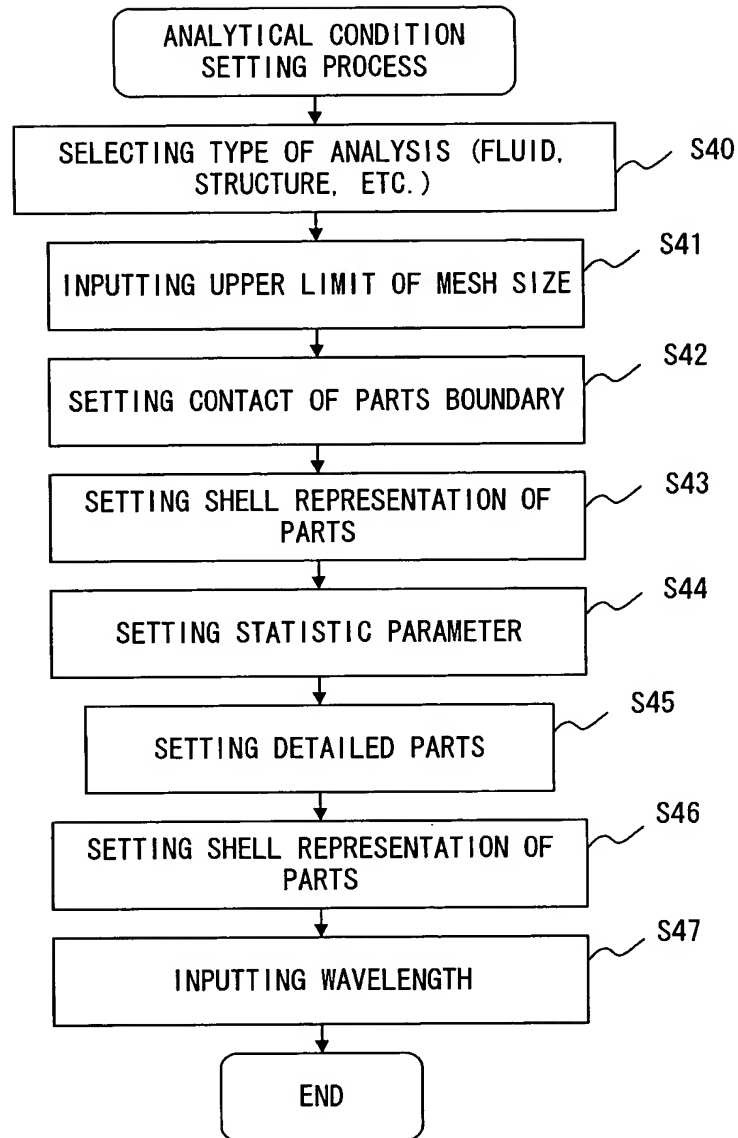 ANALYTICAL CONDITION
SETTING PROCESS
SELECTING TYPE OF ANALYSIS (FLUID,
STRUCTURE, ETC.)
S40
INPUTTING UPPER LIMIT OF MESH SIZE
S41
SETTING CONTACT OF PARTS BOUNDARY
S42
SETTING SHELL REPRESENTATION OF
PARTS
S43
SETTING STATISTIC PARAMETER
S44
SETTING DETAILED PARTS
S45
SETTING SHELL REPRESENTATION OF
PARTS
S46
INPUTTING WAVELENGTH
S47
END